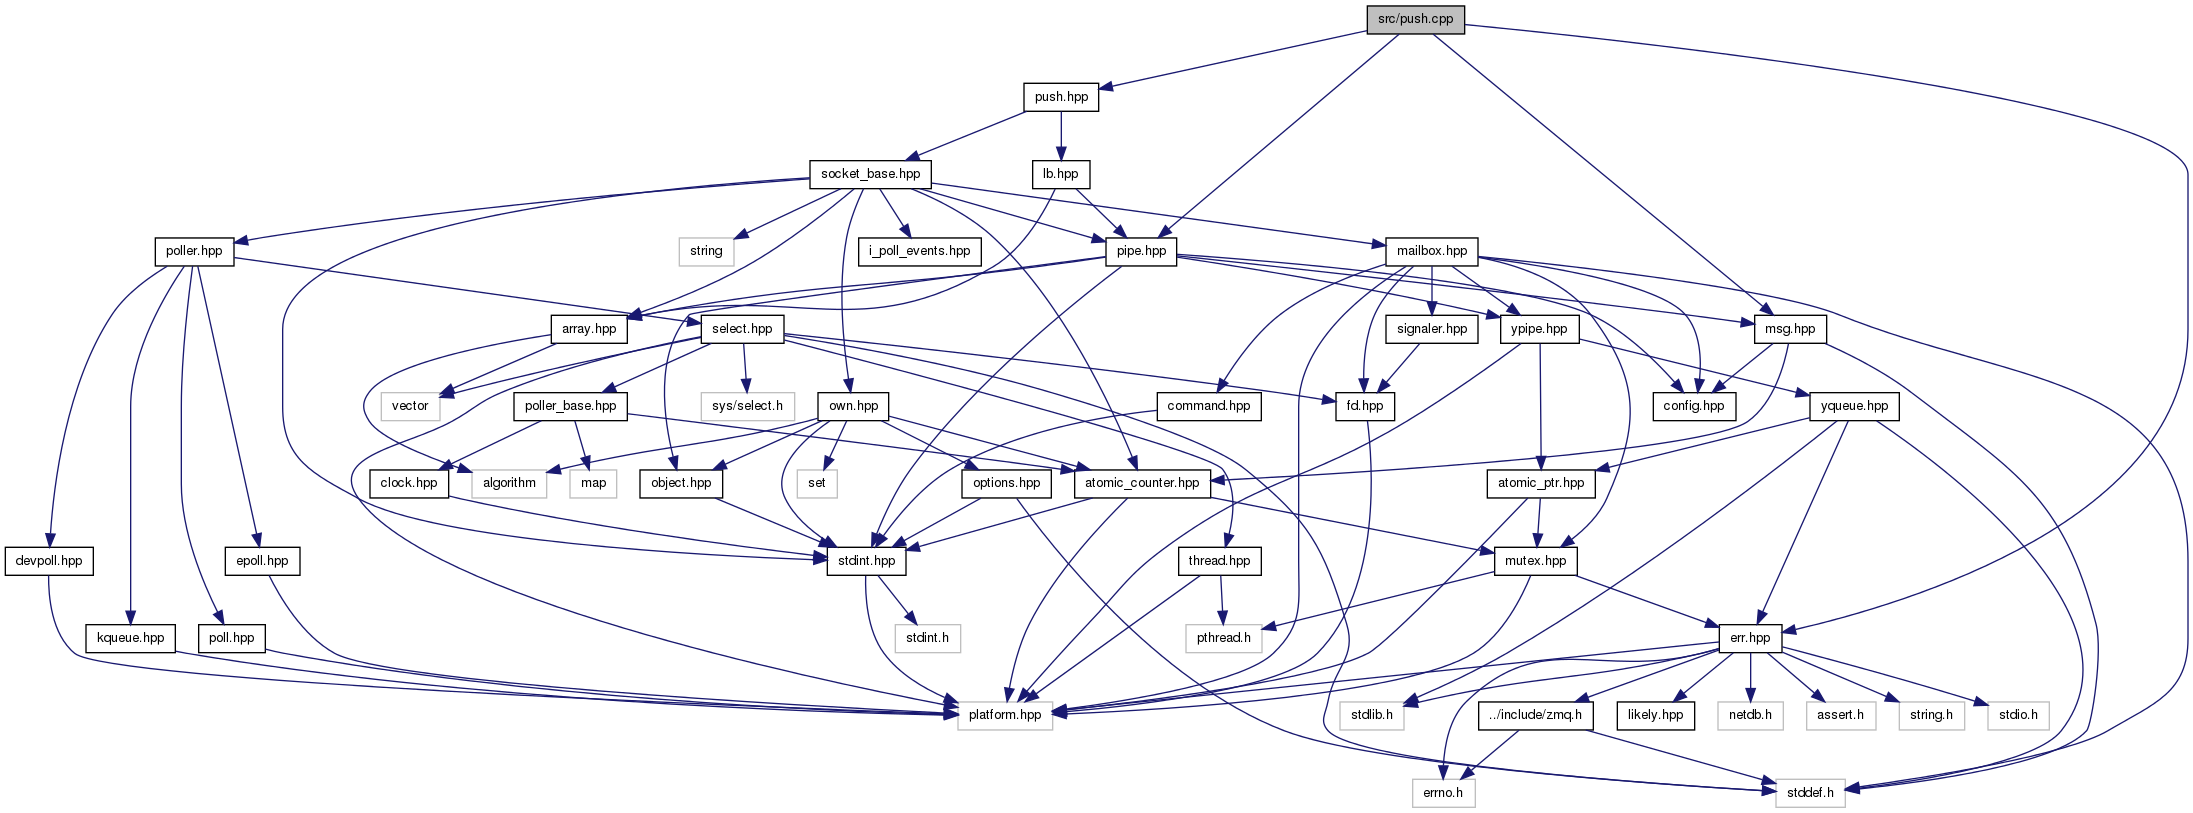 src/push.cpp
push.hpp
socket_base.hpp
lb.hpp
poller.hpp
string
i_poll_events.hpp
pipe.hpp
mailbox.hpp
array.hpp
select.hpp
signaler.hpp
ypipe.hpp
msg.hpp
vector
poller_base.hpp
sys/select.h
own.hpp
command.hpp
fd.hpp
config.hpp
yqueue.hpp
clock.hpp
algorithm
map
object.hpp
set
options.hpp
atomic_counter.hpp
atomic_ptr.hpp
devpoll.hpp
epoll.hpp
stdint.hpp
thread.hpp
mutex.hpp
kqueue.hpp
poll.hpp
stdint.h
pthread.h
err.hpp
platform.hpp
stdlib.h
../include/zmq.h
likely.hpp
netdb.h
assert.h
string.h
stdio.h
errno.h
stddef.h